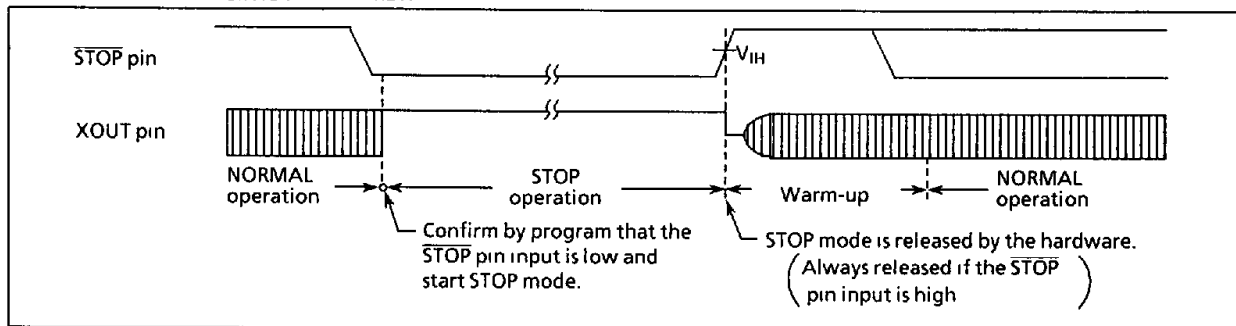 STOP pin
VIH
XOUT pin
NORMAL
operation
STOP
operation
Warm-up
NORMAL
operation
Confirm by program that the
STOP pin input is low and
start STOP mode.
STOP mode is released by the hardware.
(Always released if the STOP
pin input is high)